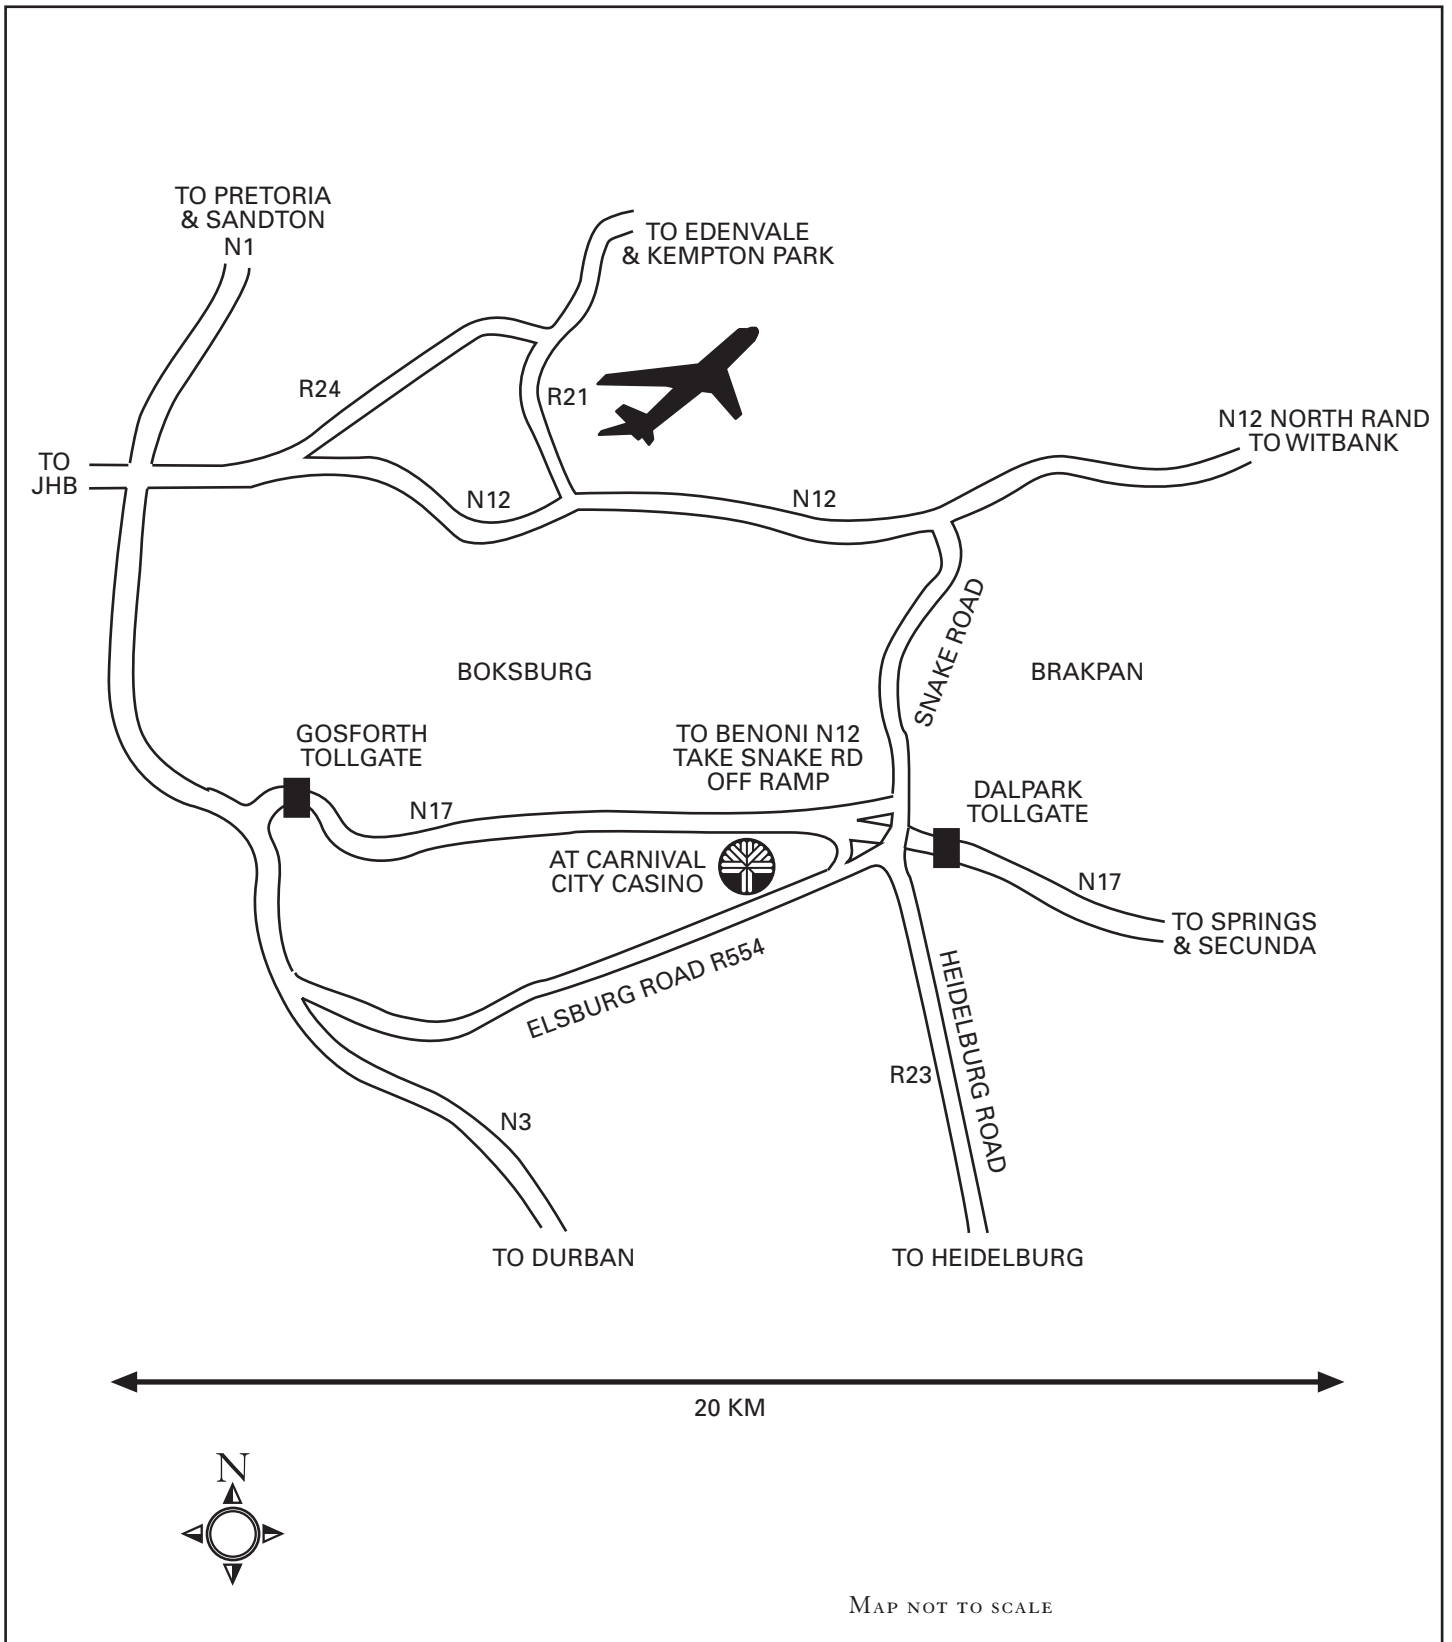 TO PRETORIA
& SANDTON
N1
TO EDENVALE
& KEMPTON PARK
R24
R21
N12 NORTH RAND
TO WITBANK
TO
JHB
N12
N12
SNAKE ROAD
BOKSBURG
BRAKPAN
GOSFORTH
TOLLGATE
TO BENONI N12
TAKE SNAKE RD
OFF RAMP
DALPARK
TOLLGATE
N17
AT CARNIVAL
CITY CASINO
N17
TO SPRINGS
& SECUNDA
ELSBURG ROAD R554
HEIDELBURG ROAD
R23
N3
TO DURBAN
TO HEIDELBURG
20 KM
N
MAP NOT TO SCALE